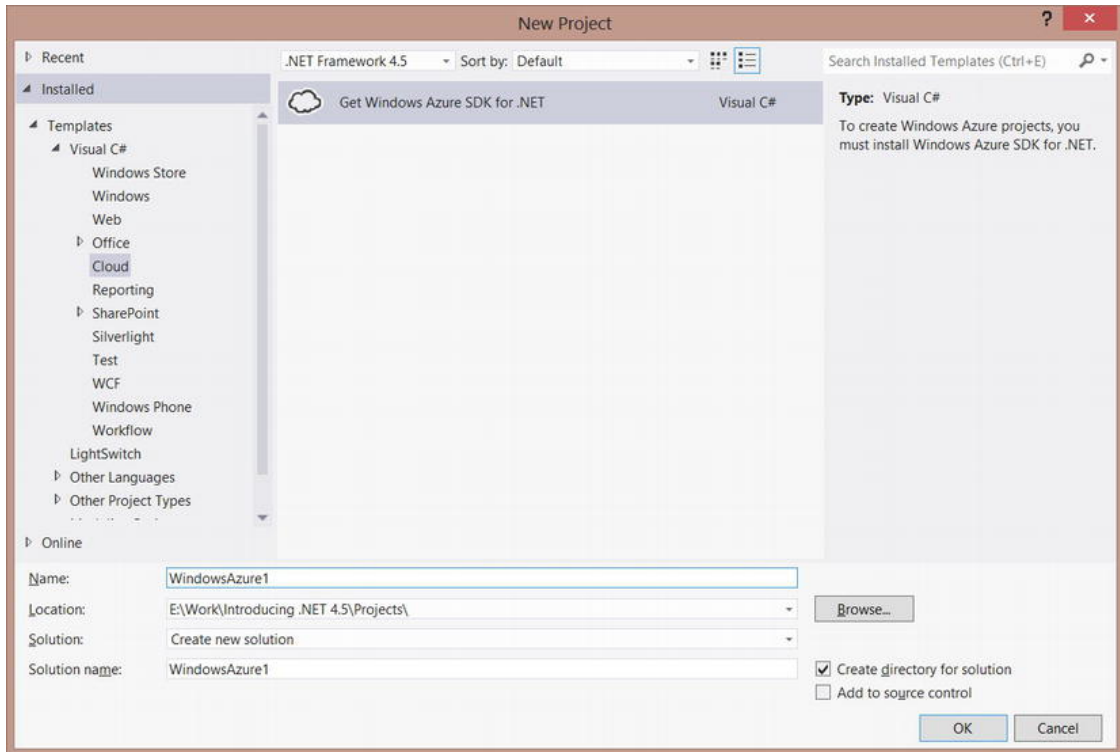 New Project
?
Recent
Installed
Templates
Visual C#
Windows Store
Windows
Web
Office
Cloud
Reporting
SharePoint
Silverlight
Test
WCF
Windows Phone
Workflow
LightSwitch
Other Languages
Other Project Types
Online
.NET Framework 4.5 Sort by: Default
Get Windows Azure SDK for .NET Visual C#
Search Installed Templates (Ctrl+E)
Type: Visual C#
To create Windows Azure projects, you
must install Windows Azure SDK for .NET.
Name: WindowsAzure1
Location: E:\Work\Introducing .NET 4.5\Projects\ Browse...
Solution: Create new solution
Solution name: WindowsAzure1
Create directory for solution
Add to source control
OK Cancel